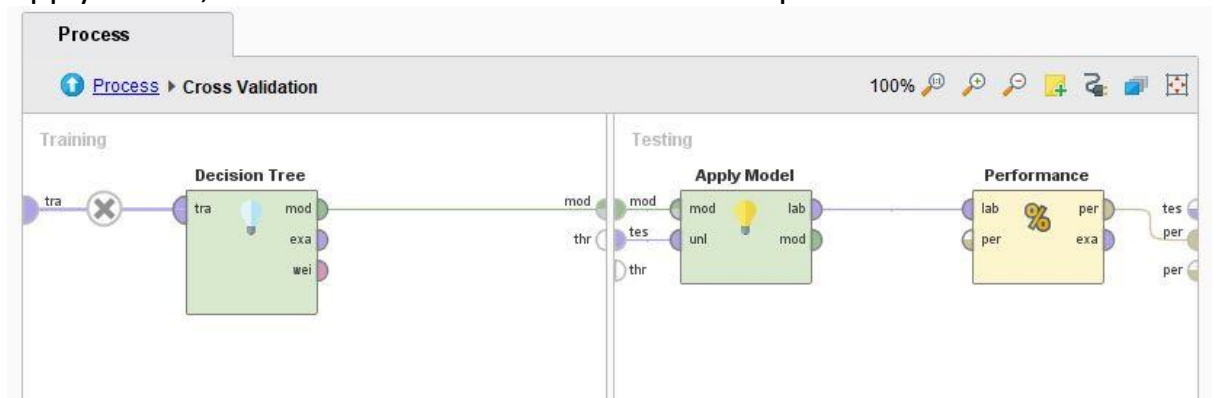 Process
Process ▸ Cross Validation
100%
Training
Decision Tree
tra
tra
mod
exa
wei
mod
thr
Testing
Apply Model
mod
tes
thr
mod
unl
lab
mod
Performance
lab
per
%
per
exa
tes
per
per